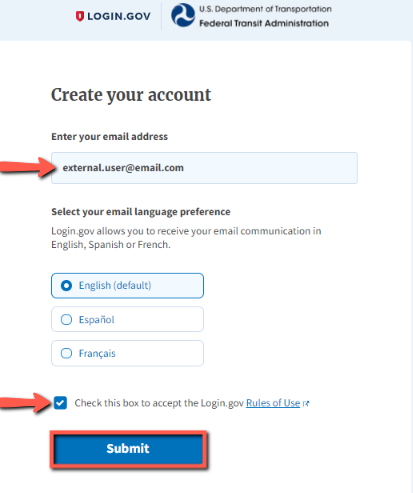 LOGIN.GOV
U.S. Department of Transportation
Federal Transit Administration
Create your account
Enter your email address
external.user@email.com
Select your email language preference
Login.gov allows you to receive your email communication in
English, Spanish or French.
English (default)
Español
Français
Check this box to accept the Login.gov Rules of Use
Submit